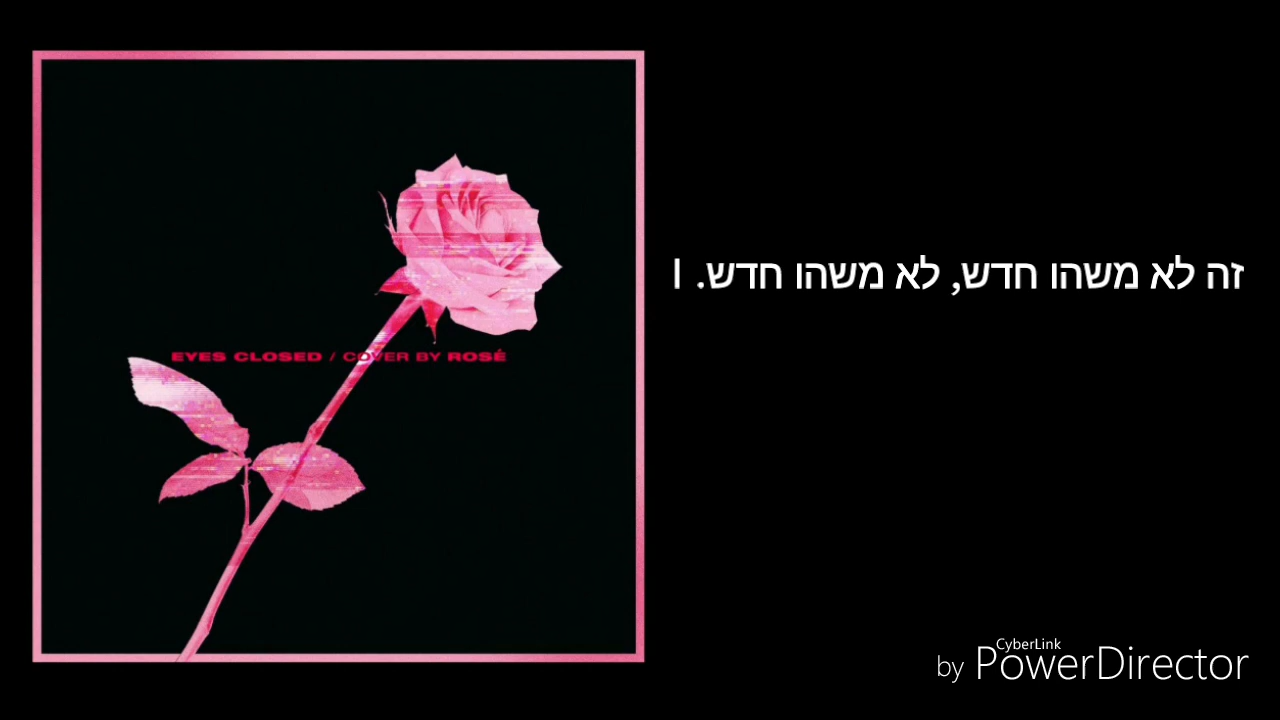 זה לא משהו חדש, לא משהו חדש. I
EYES CLOSED / COVER BY ROSÉ
by CyberLink PowerDirector